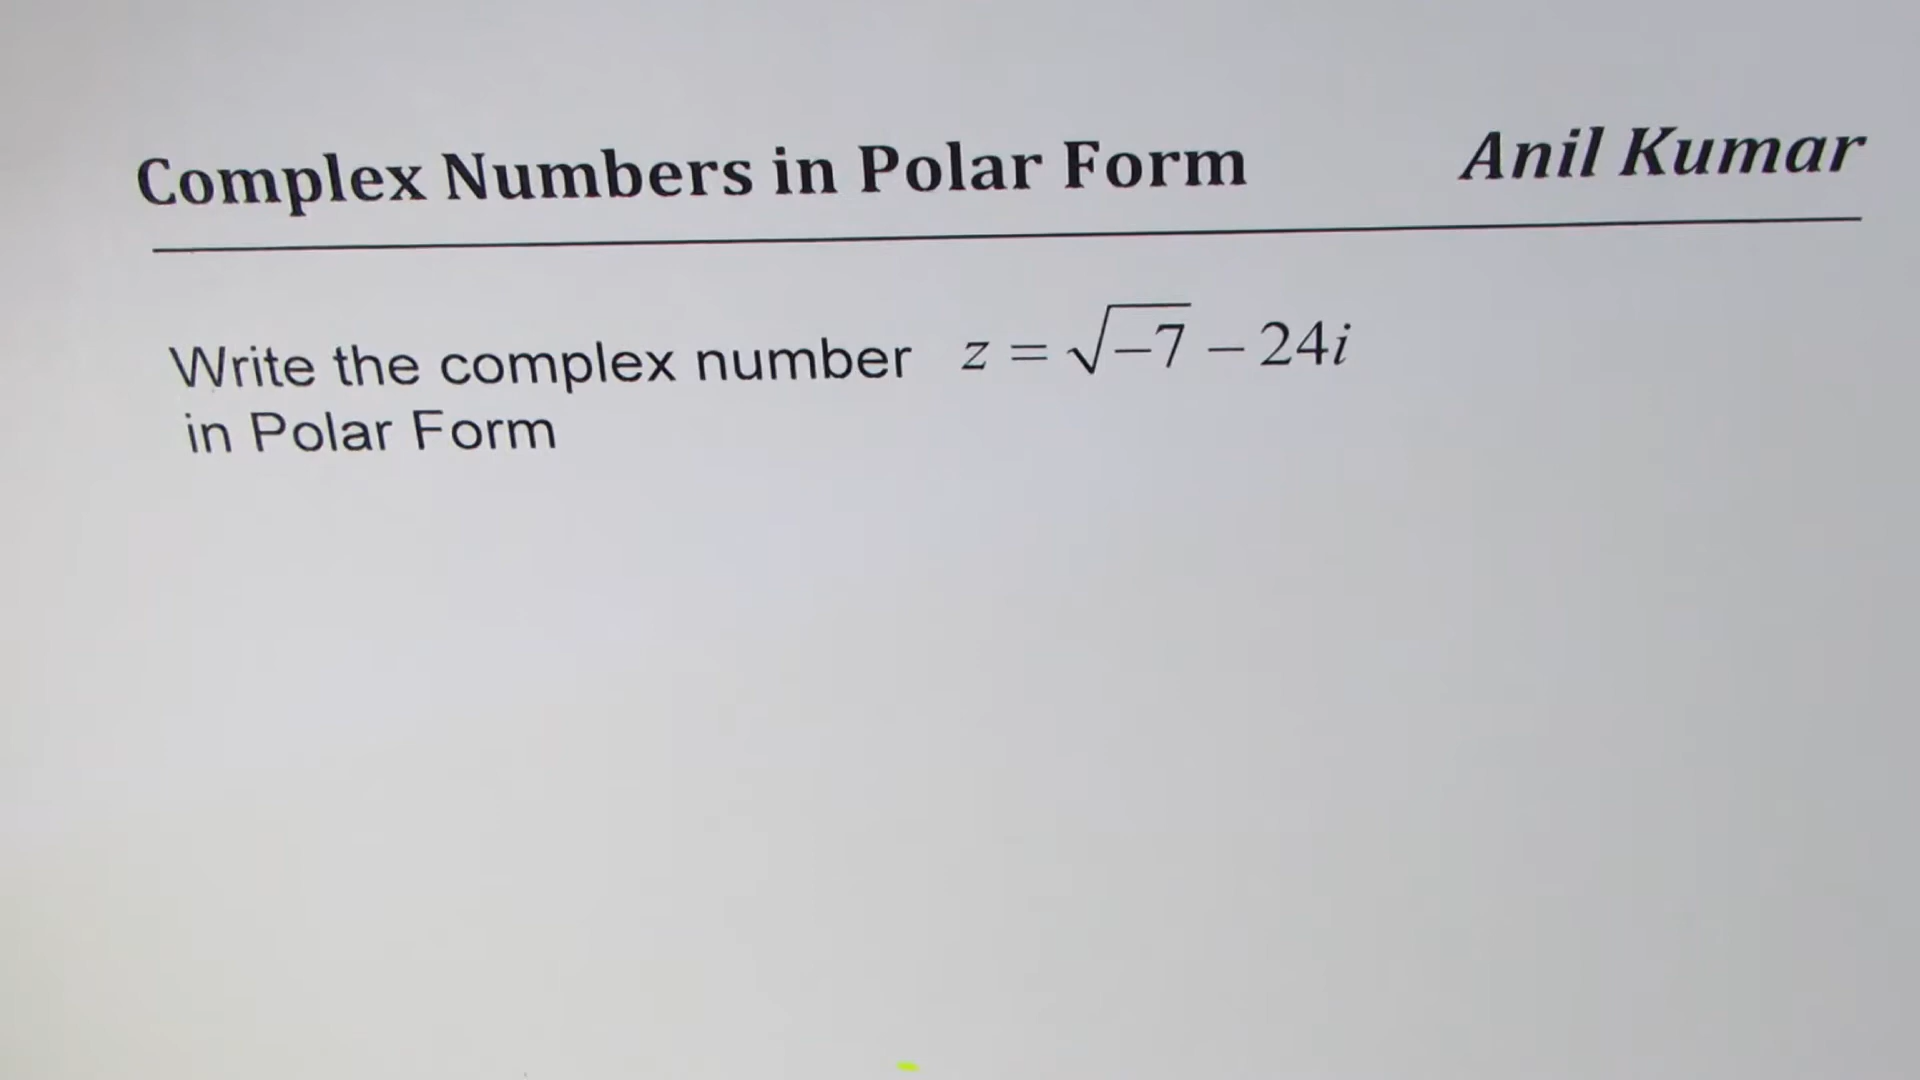 Complex Numbers in Polar Form Anil Kumar
Write the complex number z = √-7 – 24i
in Polar Form